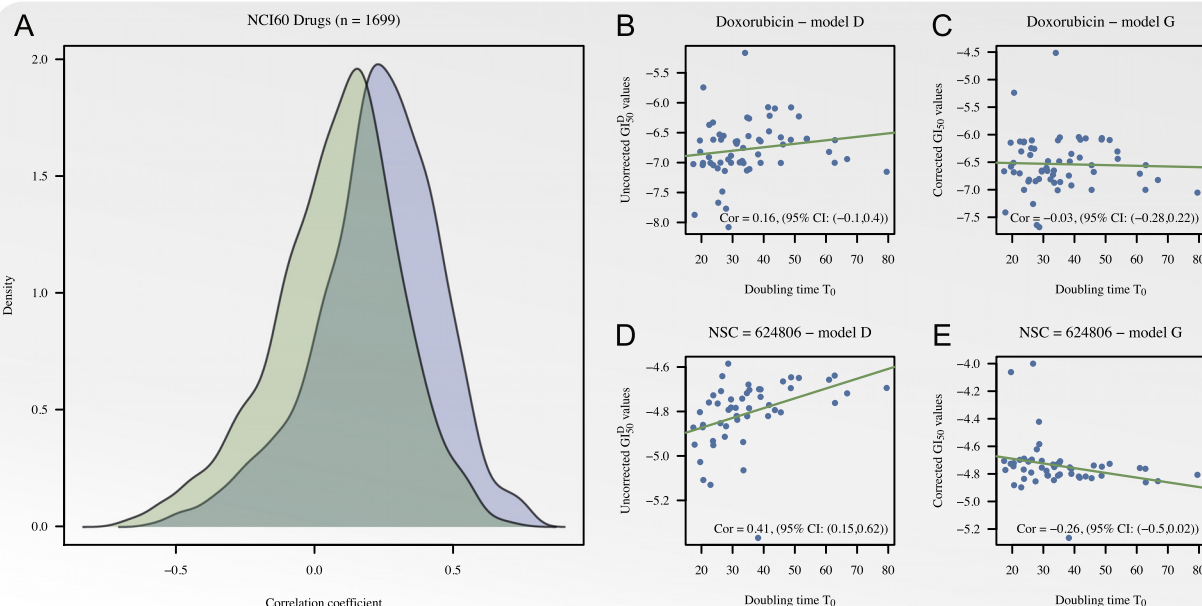 A
NCI60 Drugs (n = 1699)
Density
2.0
1.5
1.0
0.5
0.0
−0.5
0.0
0.5
Correlation coefficient
B
Doxorubicin − model D
Uncorrected GI₅₀ᴰ values
−5.5
−6.0
−6.5
−7.0
−7.5
−8.0
Cor = 0.16, (95% CI: (−0.1,0.4))
20 30 40 50 60 70 80
Doubling time T₀
C
Doxorubicin − model G
Corrected GI₅₀ values
−4.5
−5.0
−5.5
−6.0
−6.5
−7.0
−7.5
Cor = −0.03, (95% CI: (−0.28,0.22))
20 30 40 50 60 70 80
Doubling time T₀
D
NSC = 624806 − model D
Uncorrected GI₅₀ᴰ values
−4.6
−4.8
−5.0
−5.2
Cor = 0.41, (95% CI: (0.15,0.62))
20 30 40 50 60 70 80
Doubling time T₀
E
NSC = 624806 − model G
Corrected GI₅₀ values
−4.0
−4.2
−4.4
−4.6
−4.8
−5.0
−5.2
Cor = −0.26, (95% CI: (−0.5,0.02))
20 30 40 50 60 70 80
Doubling time T₀